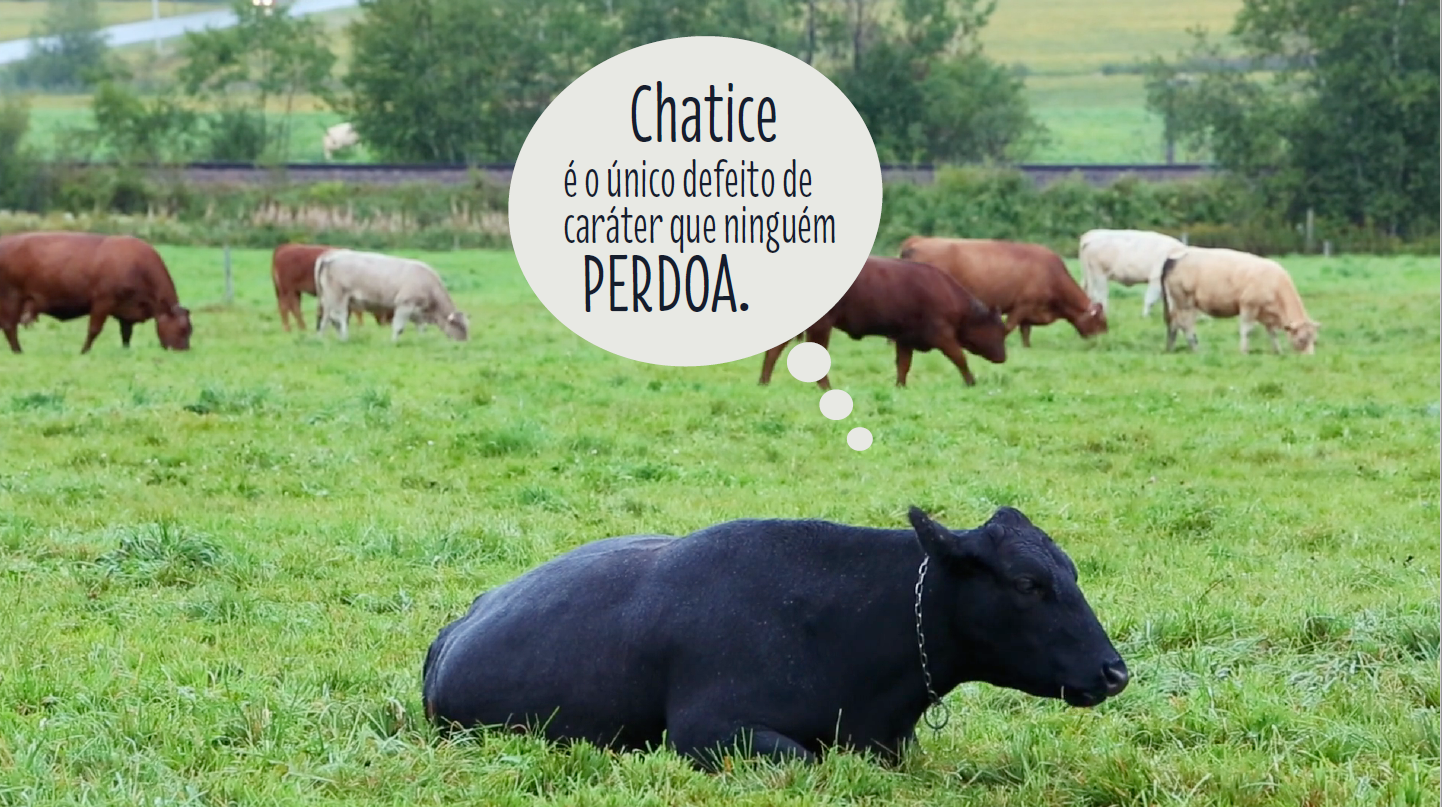 Chatice
é o único defeito de
caráter que ninguém
PERDOA.